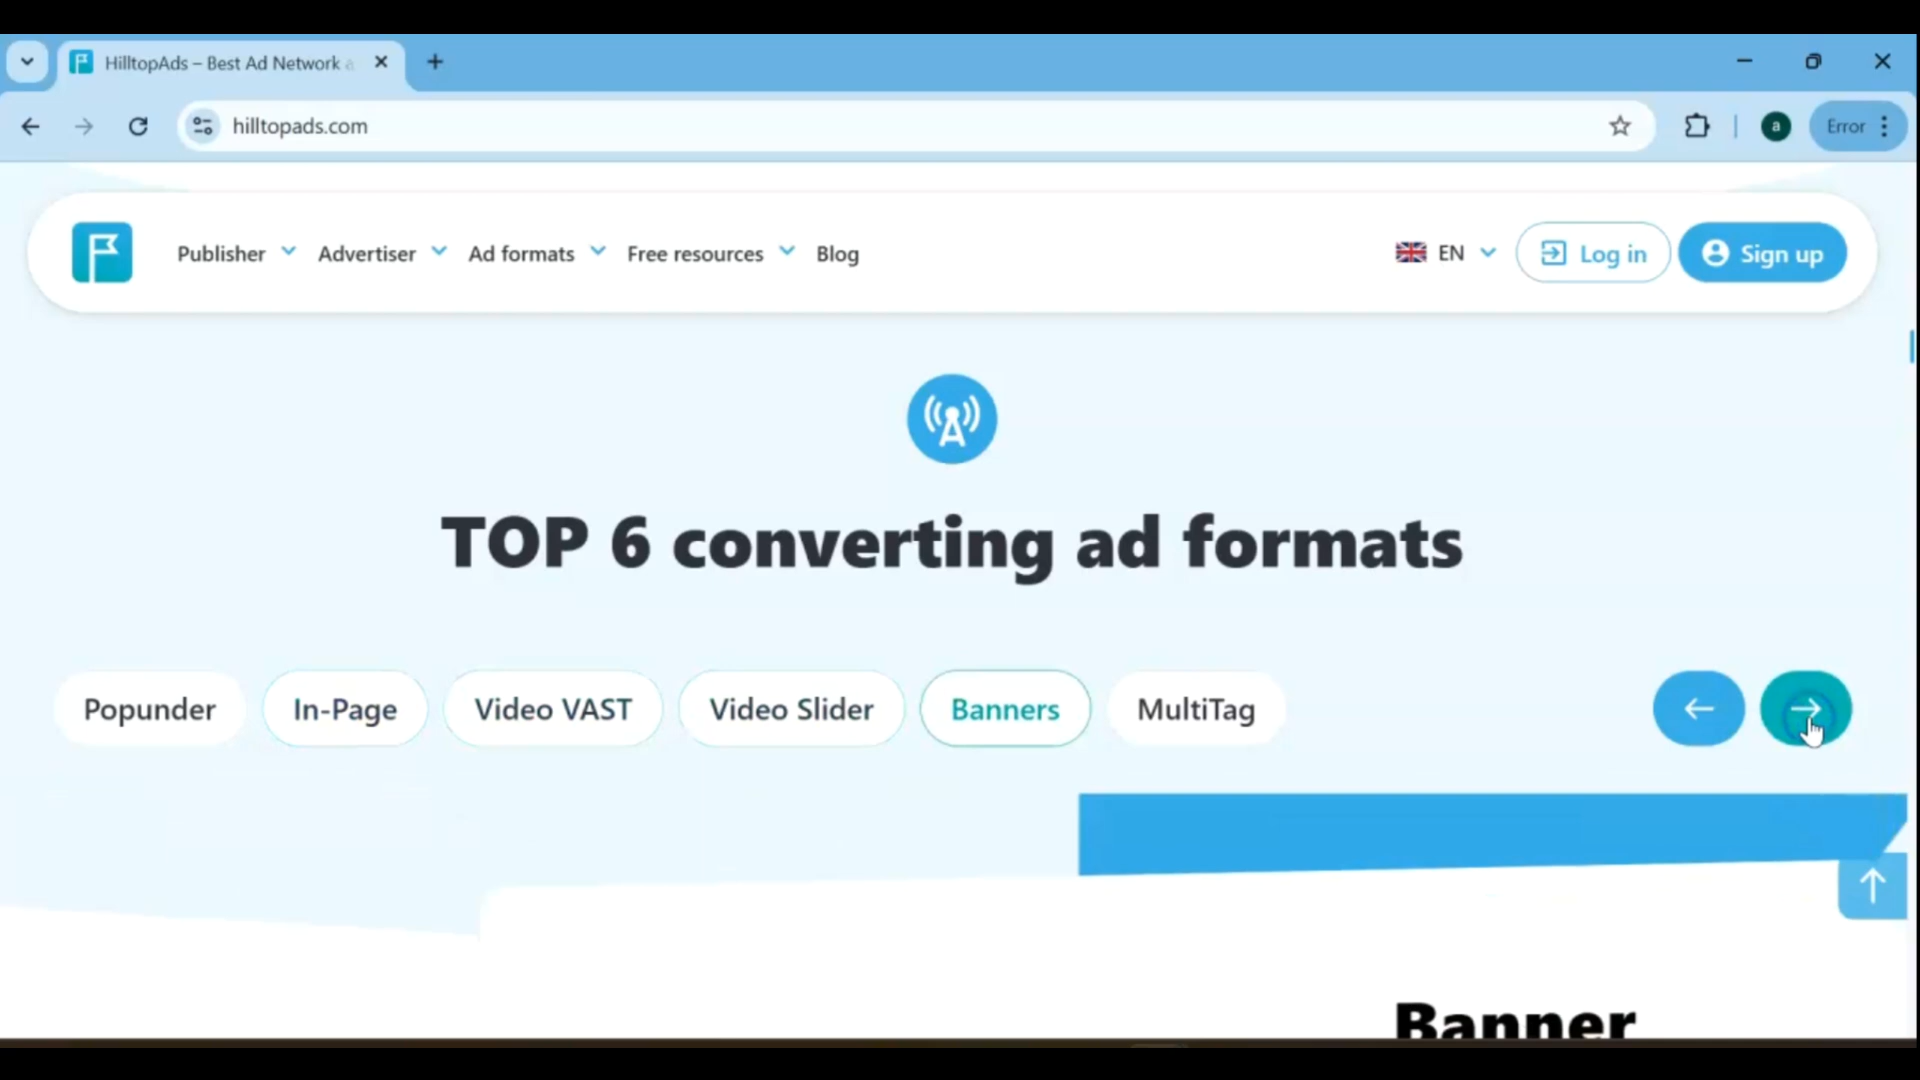 HilltopAds – Best Ad Network a
hilltopads.com
a
Error
Publisher
Advertiser
Ad formats
Free resources
Blog
EN
Log in
Sign up
TOP 6 converting ad formats
Popunder
In-Page
Video VAST
Video Slider
Banners
MultiTag
Banner